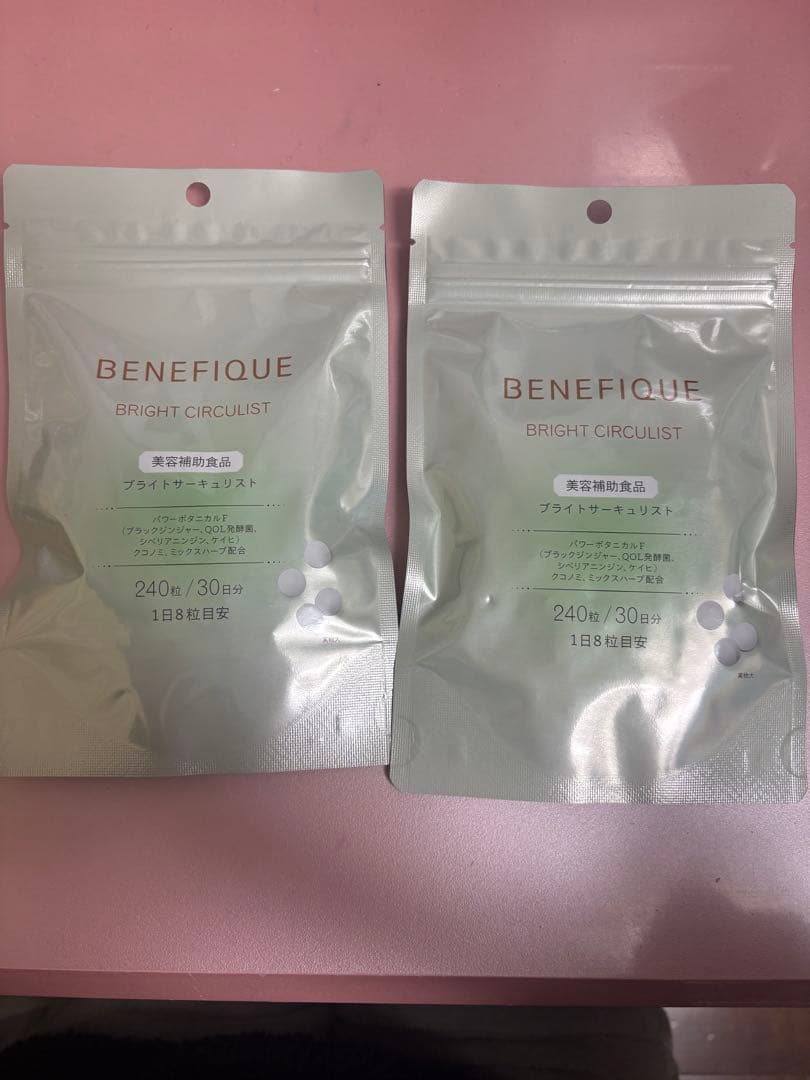 BENEFIQUE
BRIGHT CIRCULIST
美容補助食品
ブライトサーキュリスト
パワーボタニカルF
(ブラックジンジャー、QOL発酵菌、
シベリアニンジン、ケイヒ)
クコノミ、ミックスハーブ配合
240粒/30日分
1日8粒目安
実物大
BENEFIQUE
BRIGHT CIRCULIST
美容補助食品
ブライトサーキュリスト
パワーボタニカルF
(ブラックジンジャー、QOL発酵菌、
シベリアニンジン、ケイヒ)
クコノミ、ミックスハーブ配合
240粒/30日分
1日8粒目安
実物大